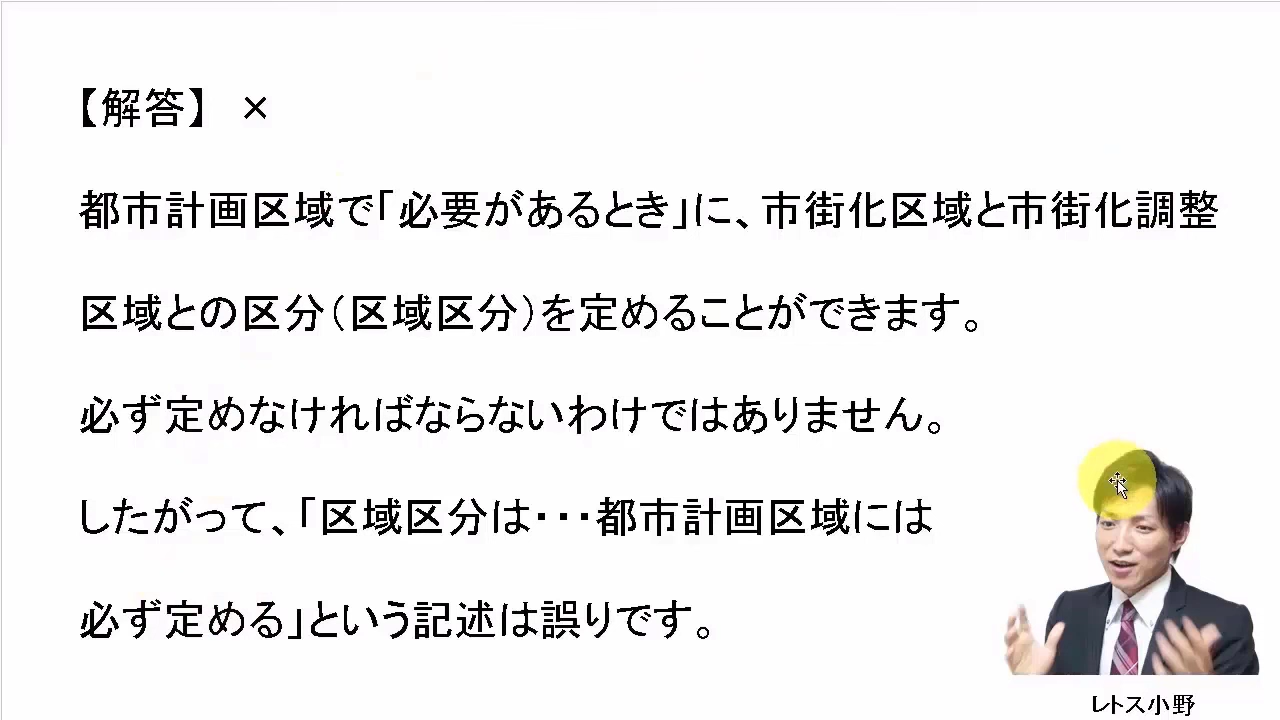 【解答】 ×
都市計画区域で「必要があるとき」に、市街化区域と市街化調整
区域との区分（区域区分）を定めることができます。
必ず定めなければならないわけではありません。
したがって、「区域区分は・・・都市計画区域には
必ず定める」という記述は誤りです。
レトス小野